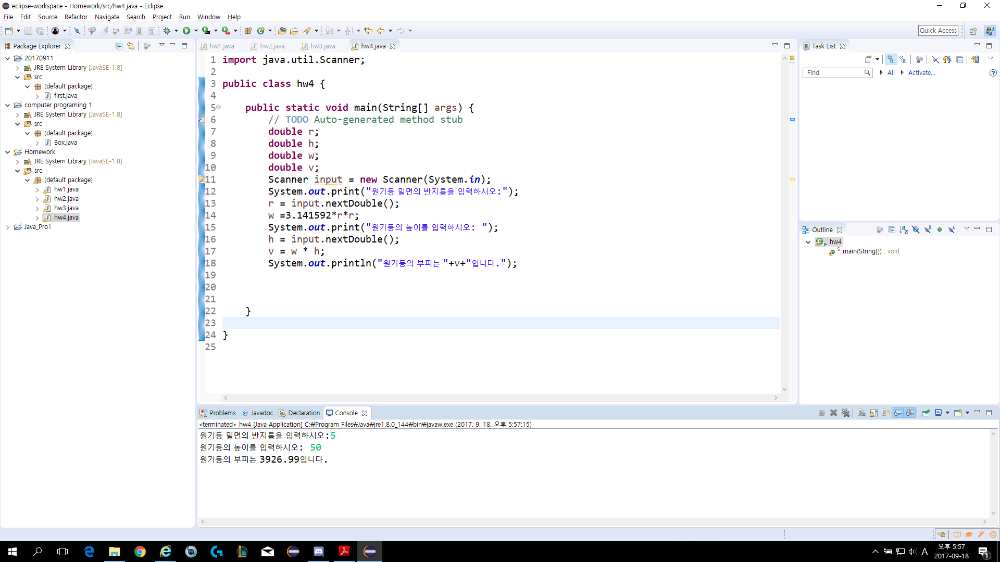 eclipse-workspace - Homework/src/hw4.java - Eclipse
File Edit Source Refactor Navigate Search Project Run Window Help
Quick Access
Package Explorer
20170911
JRE System Library [JavaSE-1.8]
src
(default package)
first.java
computer programing 1
JRE System Library [JavaSE-1.8]
src
(default package)
Box.java
Homework
JRE System Library [JavaSE-1.8]
src
(default package)
hw1.java
hw2.java
hw3.java
hw4.java
Java_Pro1
hw1.java hw2.java hw3.java hw4.java
1 import java.util.Scanner;
2
3 public class hw4 {
4
5 public static void main(String[] args) {
6 // TODO Auto-generated method stub
7 double r;
8 double h;
9 double w;
10 double v;
11 Scanner input = new Scanner(System.in);
12 System.out.print("원기둥 밑면의 반지름을 입력하시오:");
13 r = input.nextDouble();
14 w =3.141592*r*r;
15 System.out.print("원기둥의 높이를 입력하시오: ");
16 h = input.nextDouble();
17 v = w * h;
18 System.out.println("원기둥의 부피는 "+v+"입니다.");
19
20
21
22 }
23
24 }
25
Task List
Find All Activate...
Outline
hw4
main(String[]) : void
Problems @ Javadoc Declaration Console
<terminated> hw4 [Java Application] C:₩Program Files₩Java₩jre1.8.0_144₩bin₩javaw.exe (2017. 9. 18. 오후 5:57:15)
원기둥 밑면의 반지름을 입력하시오:5
원기둥의 높이를 입력하시오: 50
원기둥의 부피는 3926.99입니다.
A
오후 5:57
2017-09-18
1